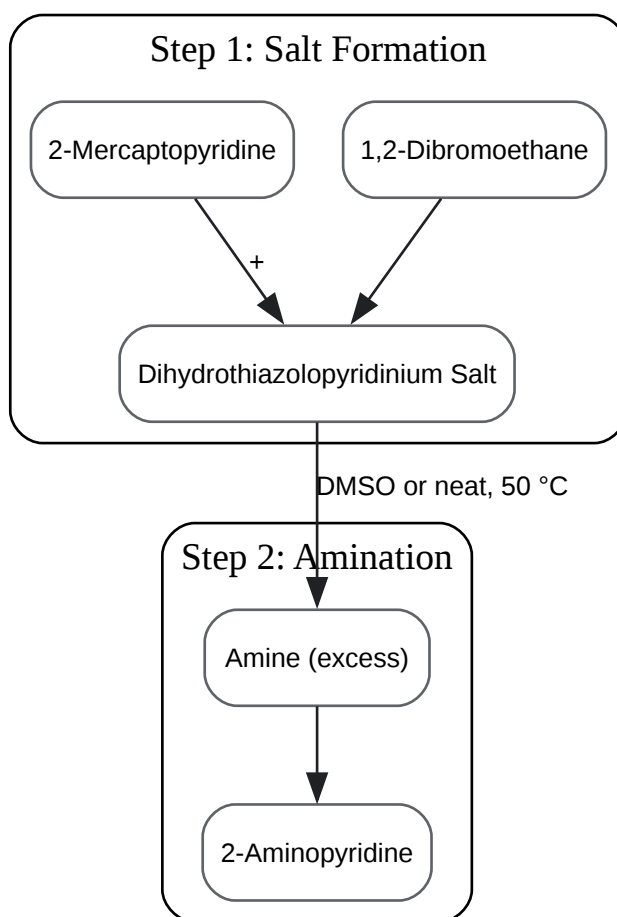 Step 1: Salt Formation
2-Mercaptopyridine
1,2-Dibromoethane
+
Dihydrothiazolopyridinium Salt
DMSO or neat, 50 °C
Step 2: Amination
Amine (excess)
2-Aminopyridine